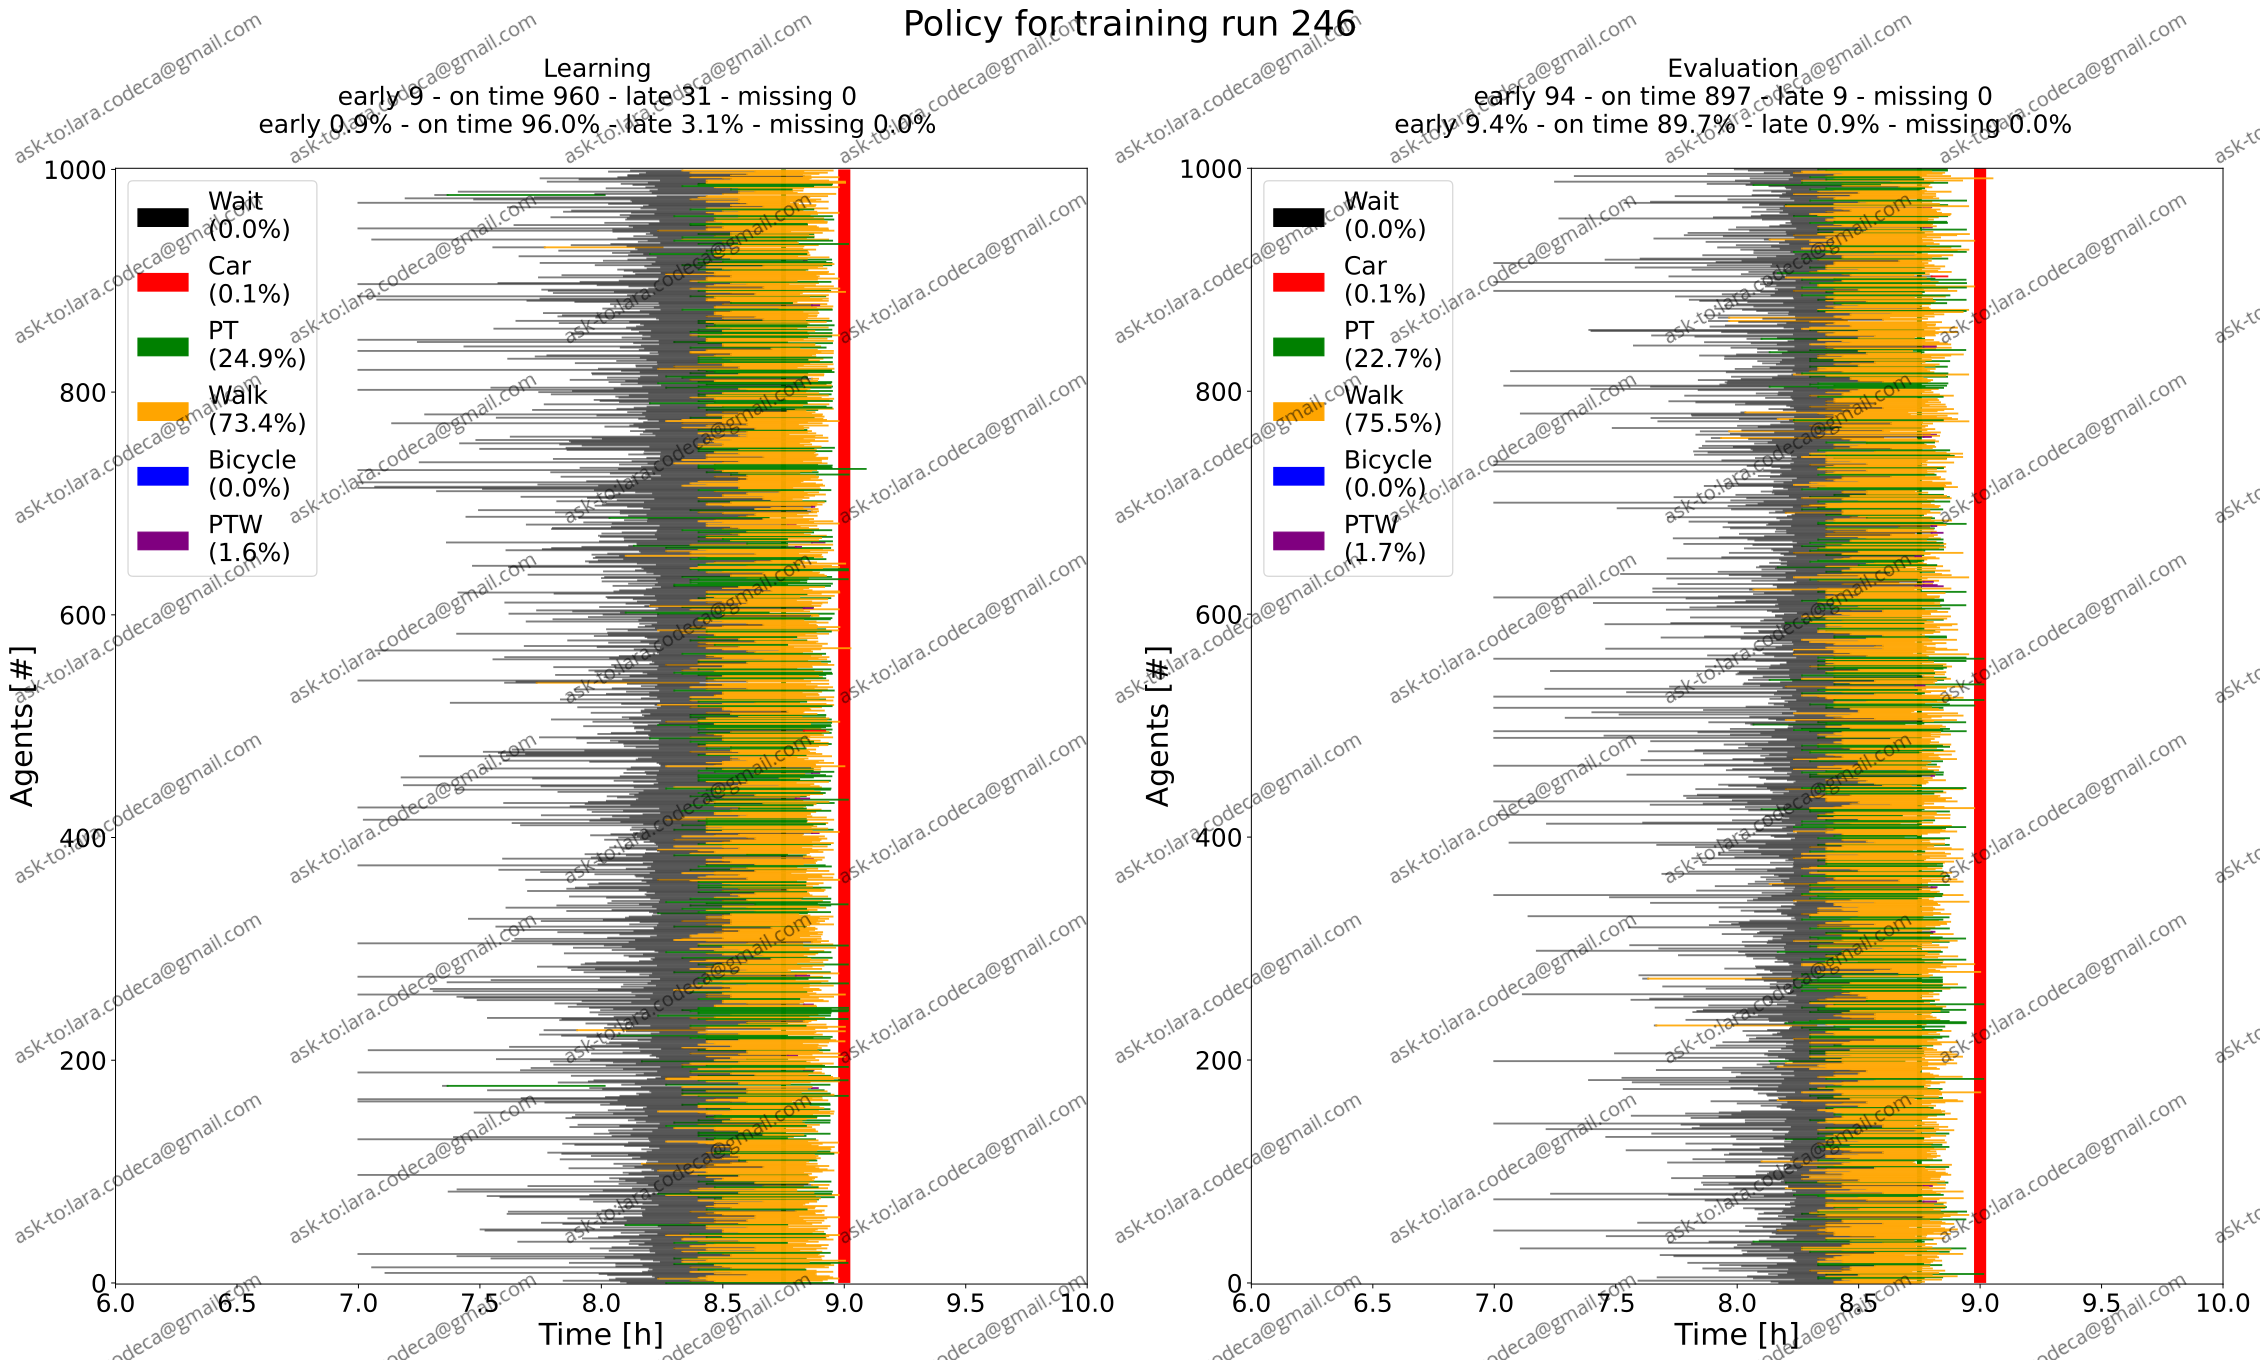 Policy for training run 246
Learning
early 9 - on time 960 - late 31 - missing 0
early 0.9% - on time 96.0% - late 3.1% - missing 0.0%
Agents [#]
1000
800
600
400
200
0
Wait
(0.0%)
Car
(0.1%)
PT
(24.9%)
Walk
(73.4%)
Bicycle
(0.0%)
PTW
(1.6%)
6.0 6.5 7.0 7.5 8.0 8.5 9.0 9.5 10.0
Time [h]
Evaluation
early 94 - on time 897 - late 9 - missing 0
early 9.4% - on time 89.7% - late 0.9% - missing 0.0%
Agents [#]
1000
800
600
400
200
0
Wait
(0.0%)
Car
(0.1%)
PT
(22.7%)
Walk
(75.5%)
Bicycle
(0.0%)
PTW
(1.7%)
6.0 6.5 7.0 7.5 8.0 8.5 9.0 9.5 10.0
Time [h]
ask-to:lara.codeca@gmail.com